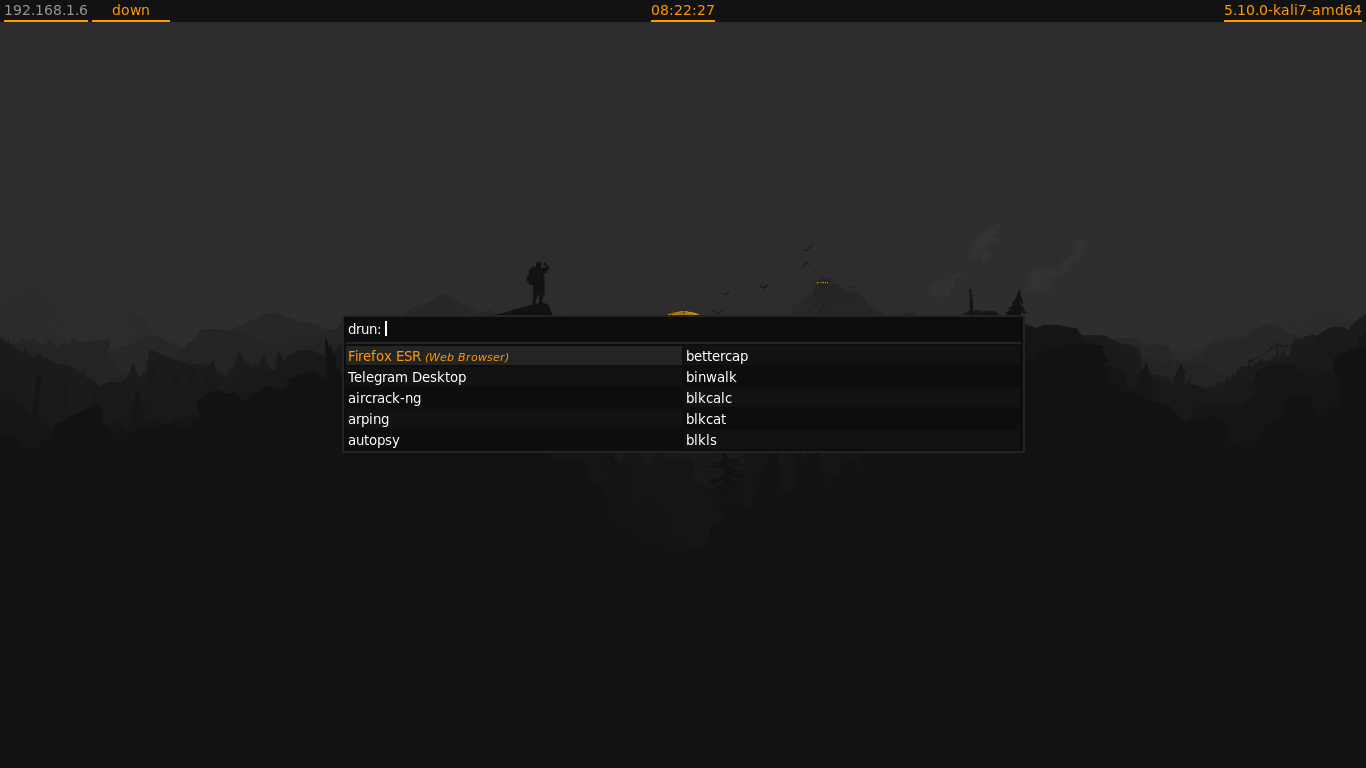 192.168.1.6 down 08:22:27 5.10.0-kali7-amd64
drun:
Firefox ESR (Web Browser) bettercap
Telegram Desktop binwalk
aircrack-ng blkcalc
arping blkcat
autopsy blkls